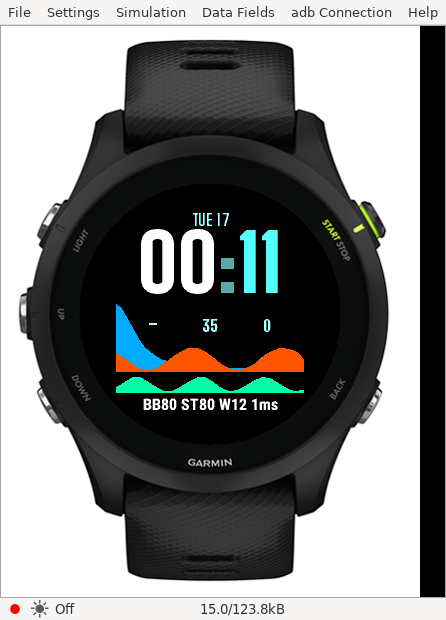 File Settings Simulation Data Fields adb Connection Help
TUE 17
00:11
START STOP
LIGHT
– 35 0
UP
DOWN
BACK
BB80 ST80 W12 1ms
GARMIN
Off 15.0/123.8kB